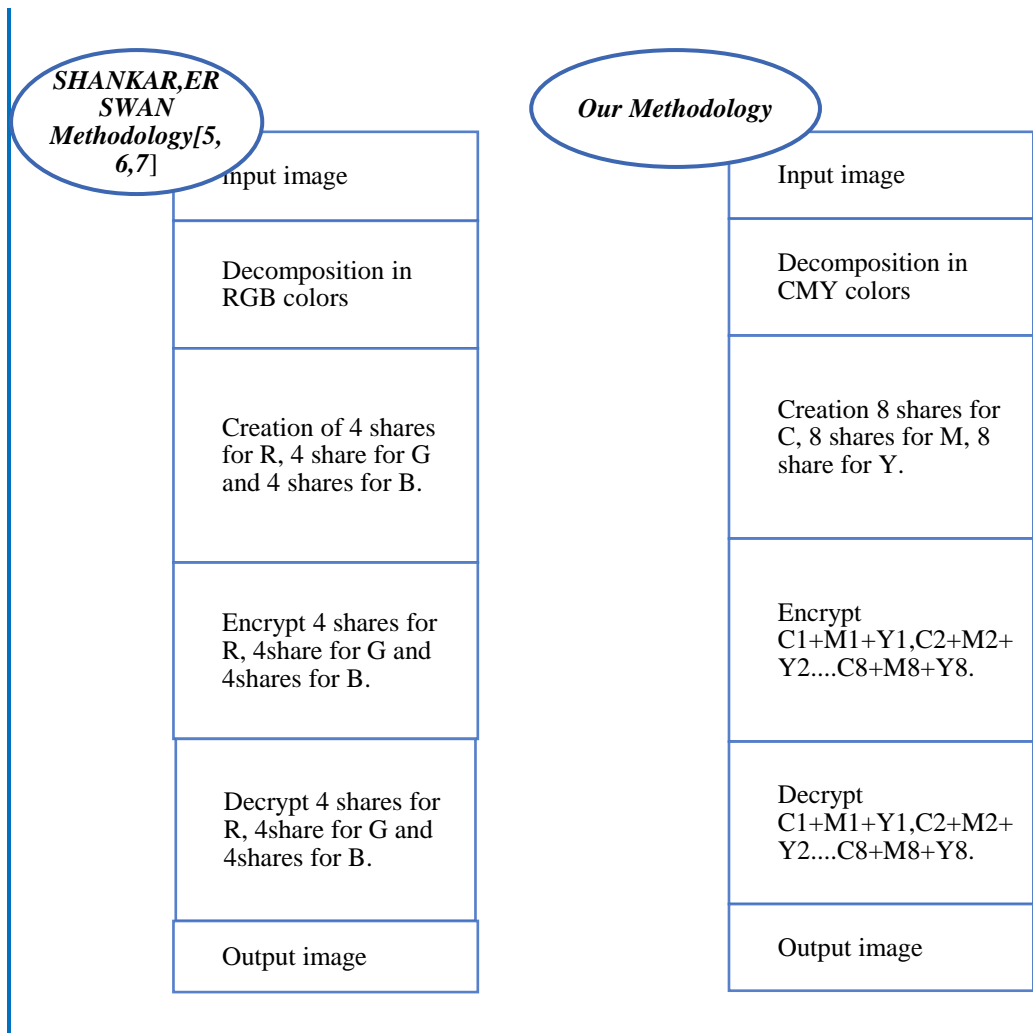 SHANKAR,ER
SWAN
Methodology[5,
6,7]
Input image
Decomposition in
RGB colors
Creation of 4 shares
for R, 4 share for G
and 4 shares for B.
Encrypt 4 shares for
R, 4share for G and
4shares for B.
Decrypt 4 shares for
R, 4share for G and
4shares for B.
Output image
Our Methodology
Input image
Decomposition in
CMY colors
Creation 8 shares for
C, 8 shares for M, 8
share for Y.
Encrypt
C1+M1+Y1,C2+M2+
Y2....C8+M8+Y8.
Decrypt
C1+M1+Y1,C2+M2+
Y2....C8+M8+Y8.
Output image